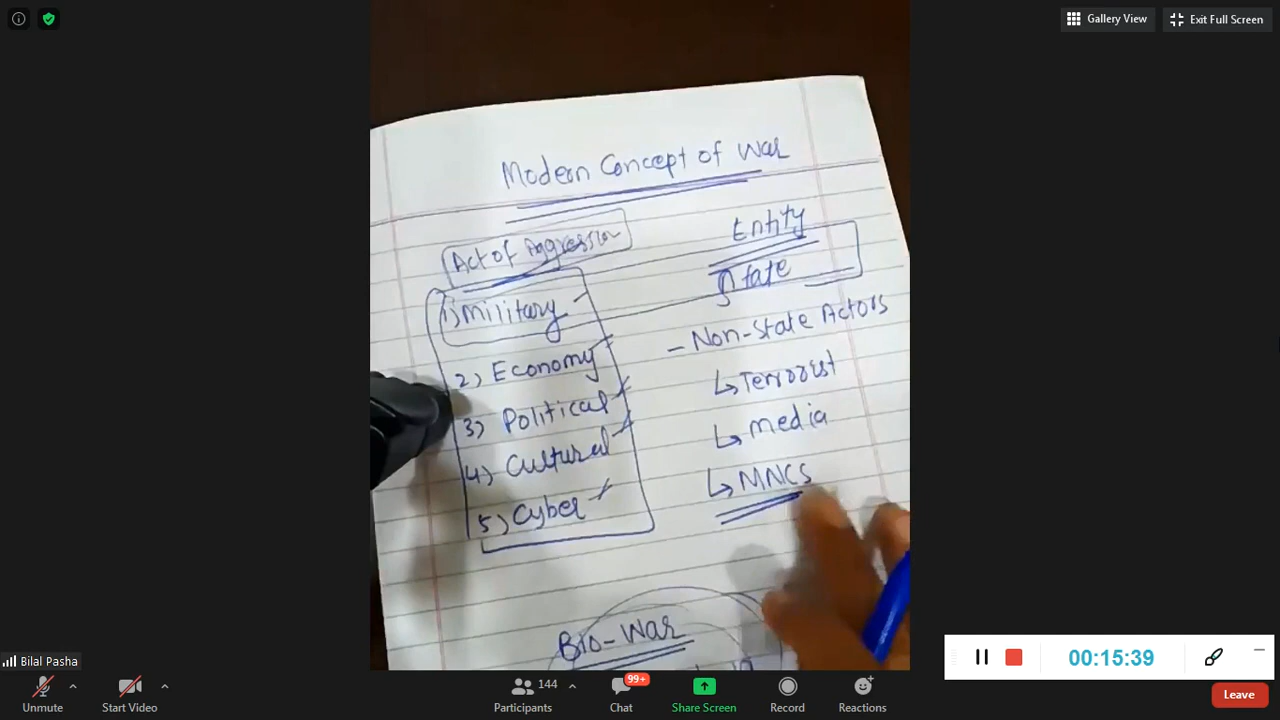 Gallery View
Exit Full Screen
Modern Concept of War
Act of Aggression
Entity
State
1) Military
2) Economy
3) Political
4) Cultural
5) Cyber
- Non-State Actors
↳ Terrorist
↳ media
↳ MNCS
Bio-War
Bilal Pasha
00:15:39
Unmute
Start Video
144
Participants
99+
Chat
Share Screen
Record
Reactions
Leave